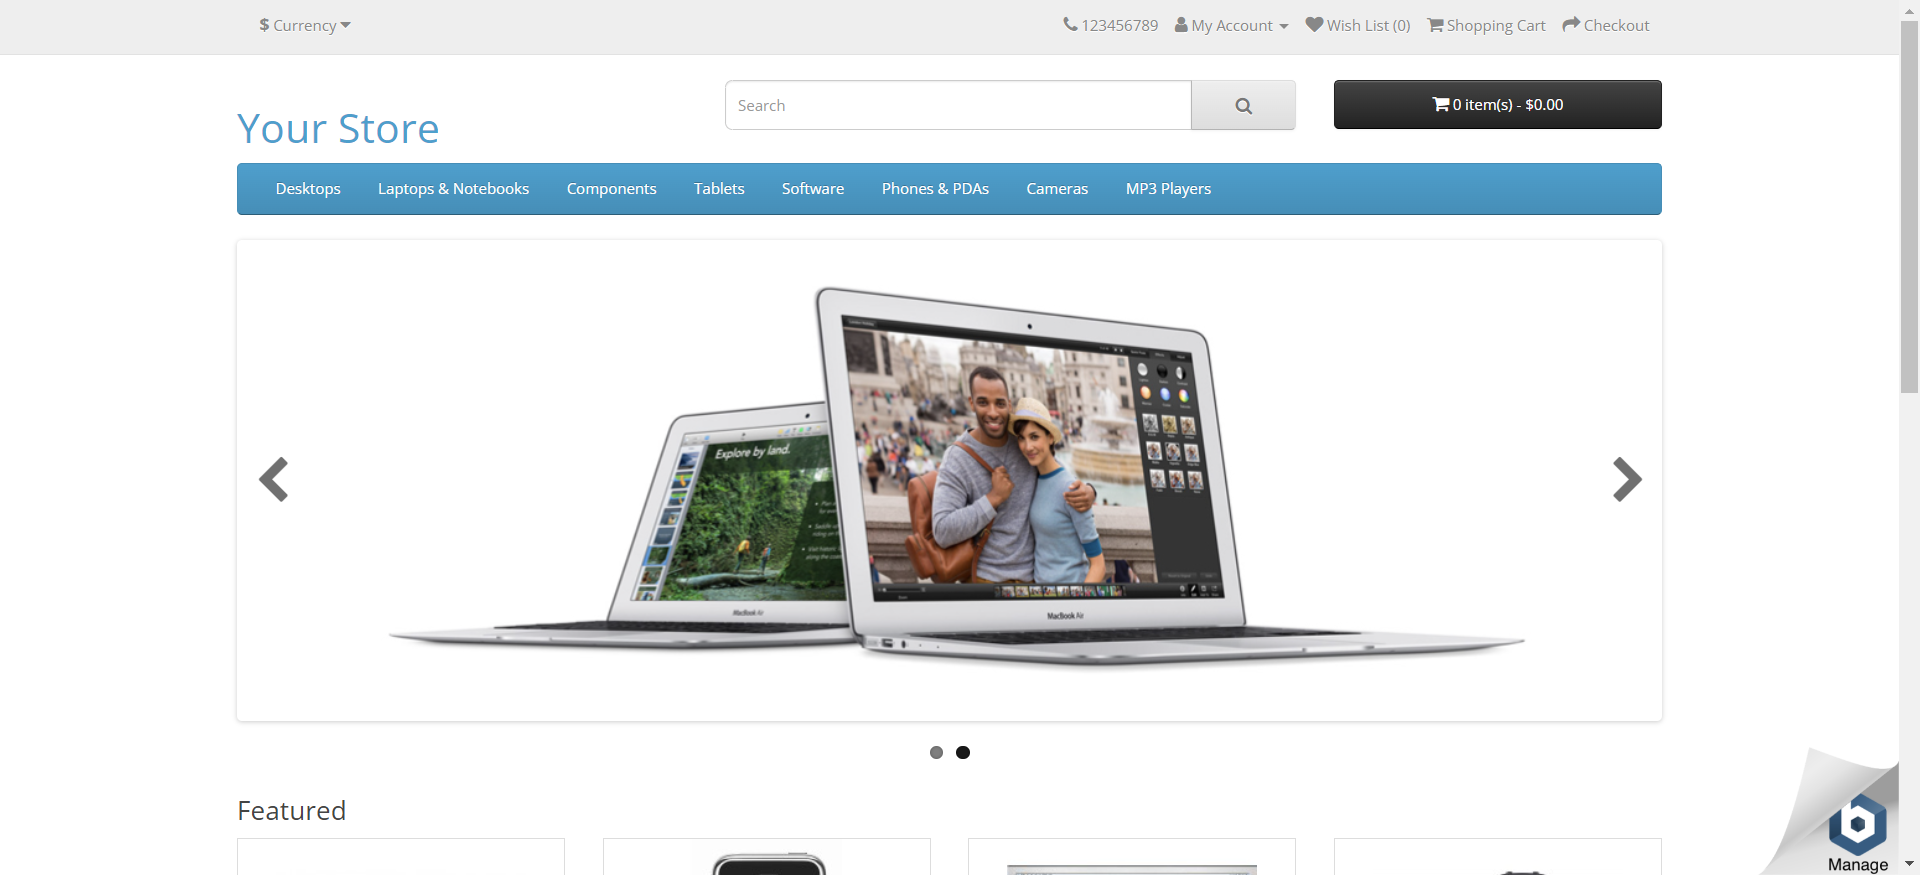 $ Currency
123456789 My Account Wish List (0) Shopping Cart Checkout
Your Store
Search
0 item(s) - $0.00
Desktops Laptops & Notebooks Components Tablets Software Phones & PDAs Cameras MP3 Players
Explore by land.
MacBook Air
MacBook Air
Featured
Manage